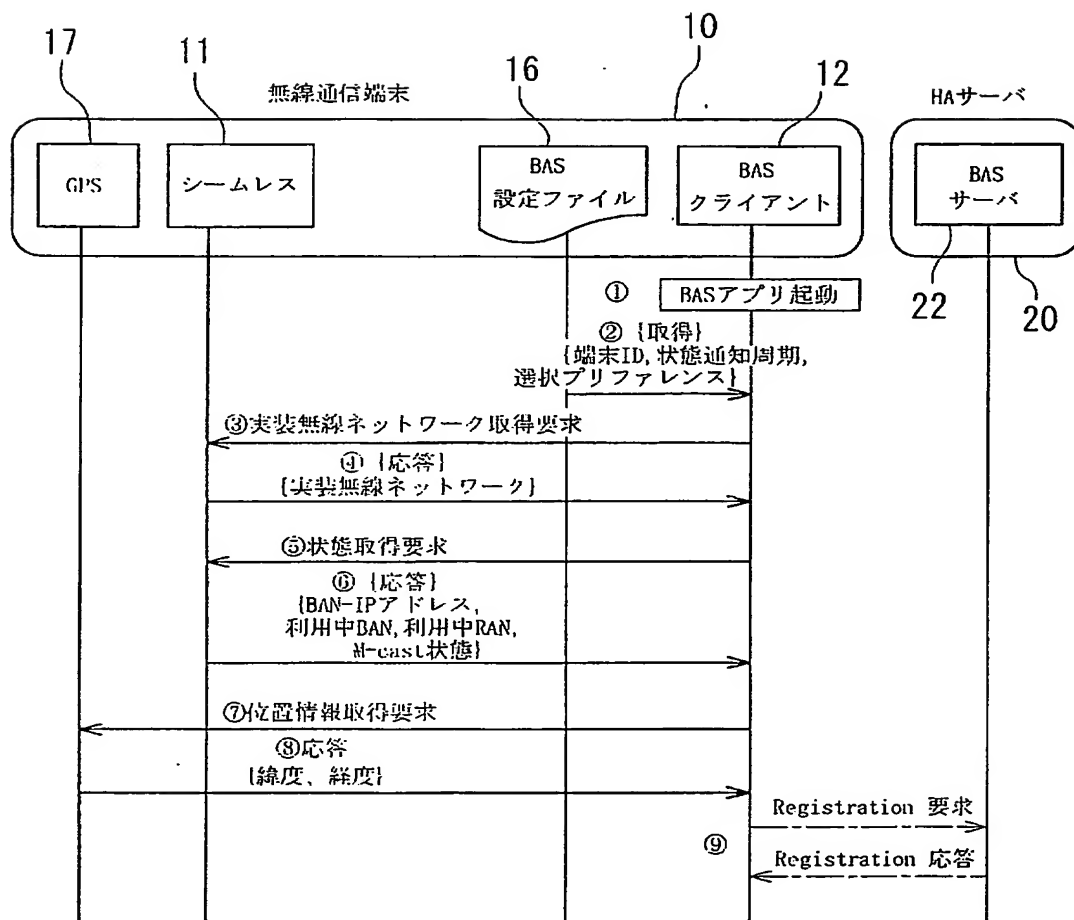 17
11
16
10
12
無線通信端末
HAサーバ
GPS
シームレス
BAS
設定ファイル
BAS
クライアント
BAS
サーバ
22
20
① BASアプリ起動
② {取得}
{端末ID,状態通知周期,
選択プリファレンス}
③実装無線ネットワーク取得要求
④ {応答}
{実装無線ネットワーク}
⑤状態取得要求
⑥ {応答}
{BAN-IPアドレス,
利用中BAN,利用中RAN,
M-cast状態}
⑦位置情報取得要求
⑧応答
{緯度、経度}
Registration 要求
⑨
Registration 応答